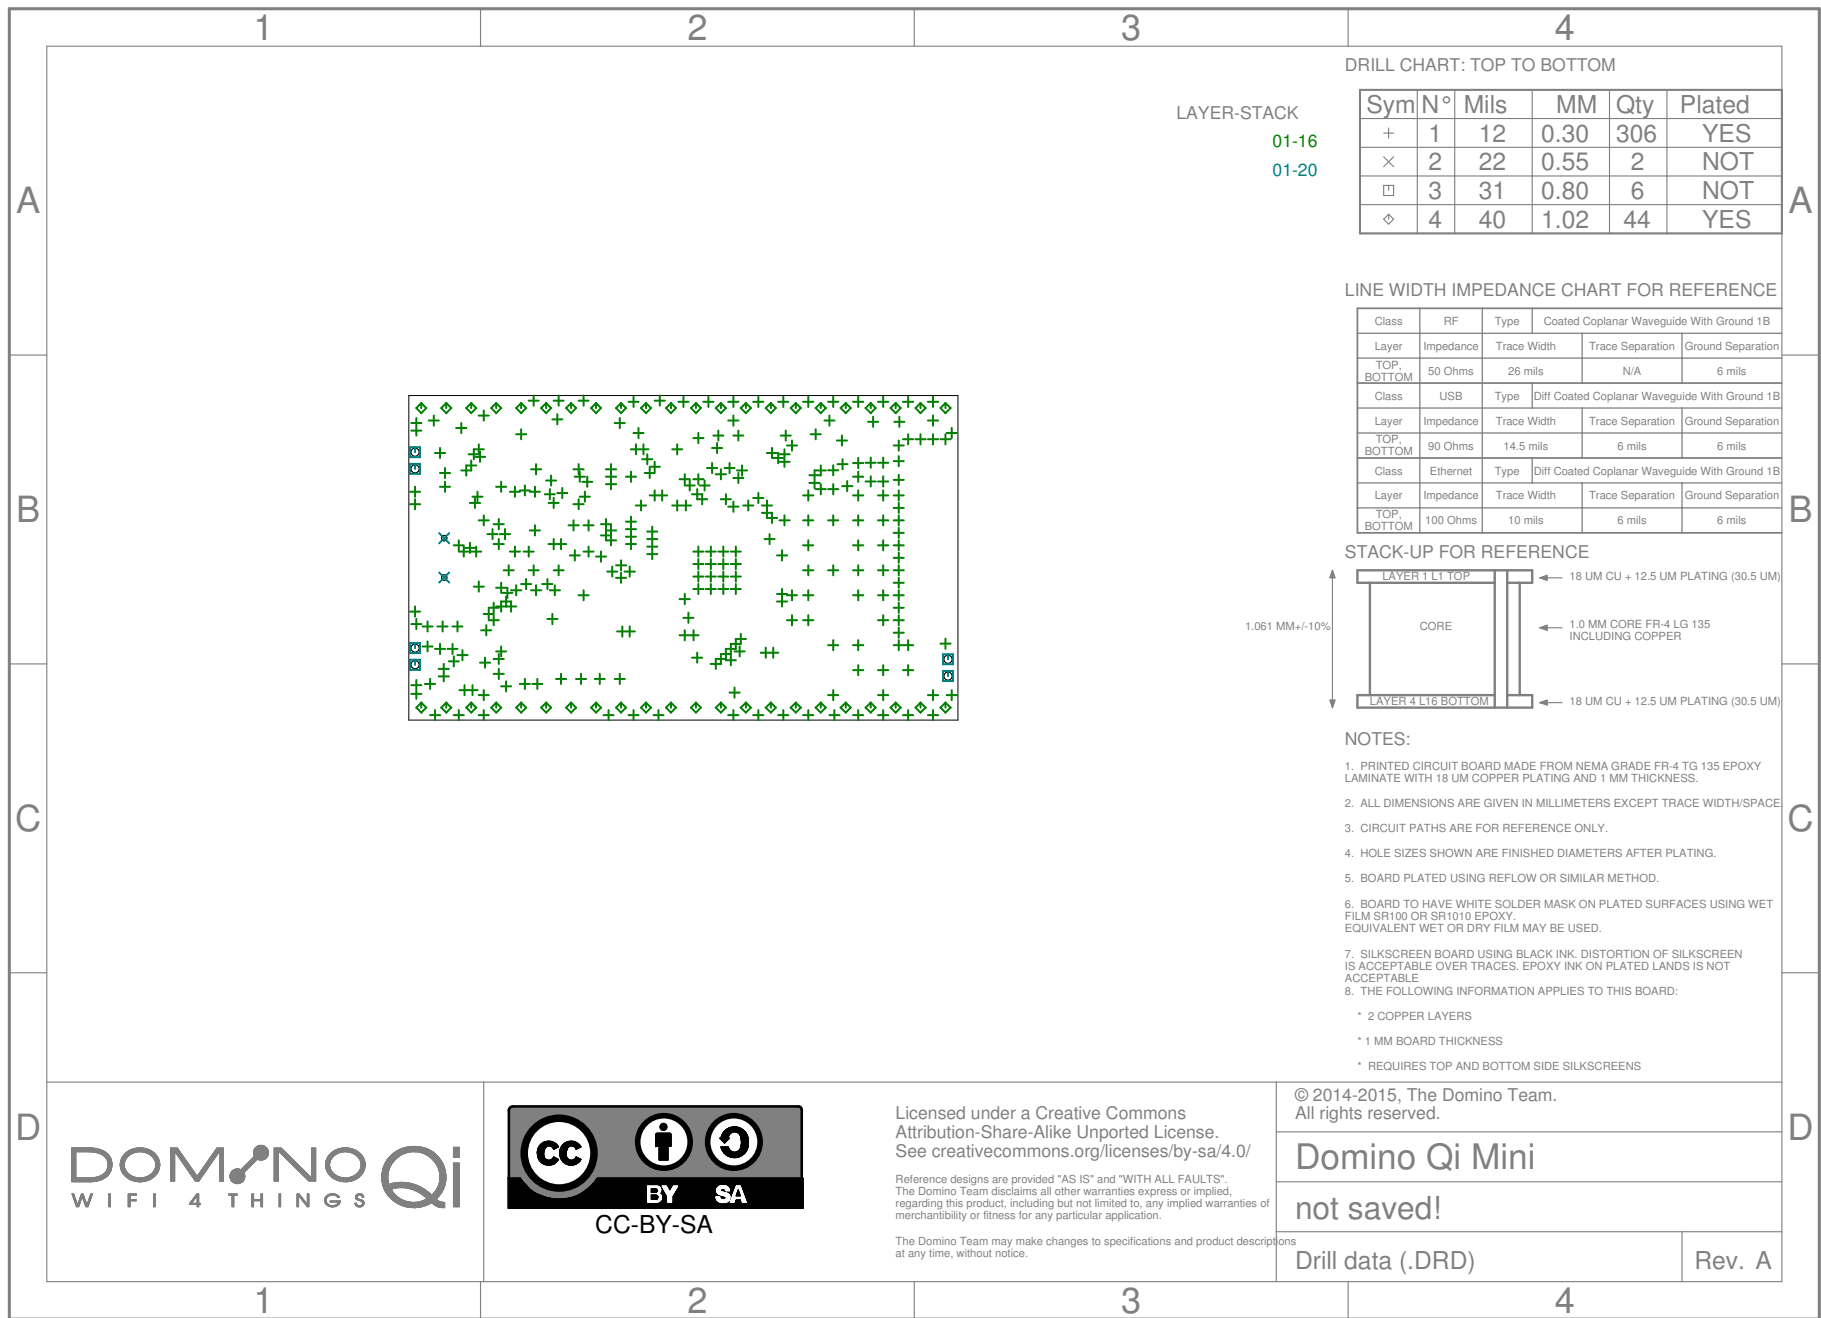 1 2 3 4
DRILL CHART: TOP TO BOTTOM
LAYER-STACK
01-16
01-20
Sym N° Mils MM Qty Plated
+ 1 12 0.30 306 YES
× 2 22 0.55 2 NOT
3 31 0.80 6 NOT
4 40 1.02 44 YES
A A
LINE WIDTH IMPEDANCE CHART FOR REFERENCE
Class RF Type Coated Coplanar Waveguide With Ground 1B
Layer Impedance Trace Width Trace Separation Ground Separation
TOP, BOTTOM 50 Ohms 26 mils N/A 6 mils
Class USB Type Diff Coated Coplanar Waveguide With Ground 1B
Layer Impedance Trace Width Trace Separation Ground Separation
TOP, BOTTOM 90 Ohms 14.5 mils 6 mils 6 mils
Class Ethernet Type Diff Coated Coplanar Waveguide With Ground 1B
Layer Impedance Trace Width Trace Separation Ground Separation
TOP, BOTTOM 100 Ohms 10 mils 6 mils 6 mils
B B
STACK-UP FOR REFERENCE
LAYER 1 L1 TOP 18 UM CU + 12.5 UM PLATING (30.5 UM)
1.061 MM+/-10% CORE 1.0 MM CORE FR-4 LG 135
INCLUDING COPPER
LAYER 4 L16 BOTTOM 18 UM CU + 12.5 UM PLATING (30.5 UM)
NOTES:
1. PRINTED CIRCUIT BOARD MADE FROM NEMA GRADE FR-4 TG 135 EPOXY
LAMINATE WITH 18 UM COPPER PLATING AND 1 MM THICKNESS.
2. ALL DIMENSIONS ARE GIVEN IN MILLIMETERS EXCEPT TRACE WIDTH/SPACE
C C
3. CIRCUIT PATHS ARE FOR REFERENCE ONLY.
4. HOLE SIZES SHOWN ARE FINISHED DIAMETERS AFTER PLATING.
5. BOARD PLATED USING REFLOW OR SIMILAR METHOD.
6. BOARD TO HAVE WHITE SOLDER MASK ON PLATED SURFACES USING WET
FILM SR100 OR SR1010 EPOXY.
EQUIVALENT WET OR DRY FILM MAY BE USED.
7. SILKSCREEN BOARD USING BLACK INK. DISTORTION OF SILKSCREEN
IS ACCEPTABLE OVER TRACES. EPOXY INK ON PLATED LANDS IS NOT
ACCEPTABLE
8. THE FOLLOWING INFORMATION APPLIES TO THIS BOARD:
* 2 COPPER LAYERS
* 1 MM BOARD THICKNESS
* REQUIRES TOP AND BOTTOM SIDE SILKSCREENS
D D
DOMINO Qi
WIFI 4 THINGS
cc
BY SA
CC-BY-SA
Licensed under a Creative Commons
Attribution-Share-Alike Unported License.
See creativecommons.org/licenses/by-sa/4.0/
Reference designs are provided "AS IS" and "WITH ALL FAULTS".
The Domino Team disclaims all other warranties express or implied,
regarding this product, including but not limited to, any implied warranties of
merchantibility or fitness for any particular application.
The Domino Team may make changes to specifications and product descriptions
at any time, without notice.
© 2014-2015, The Domino Team.
All rights reserved.
Domino Qi Mini
not saved!
Drill data (.DRD) Rev. A
1 2 3 4